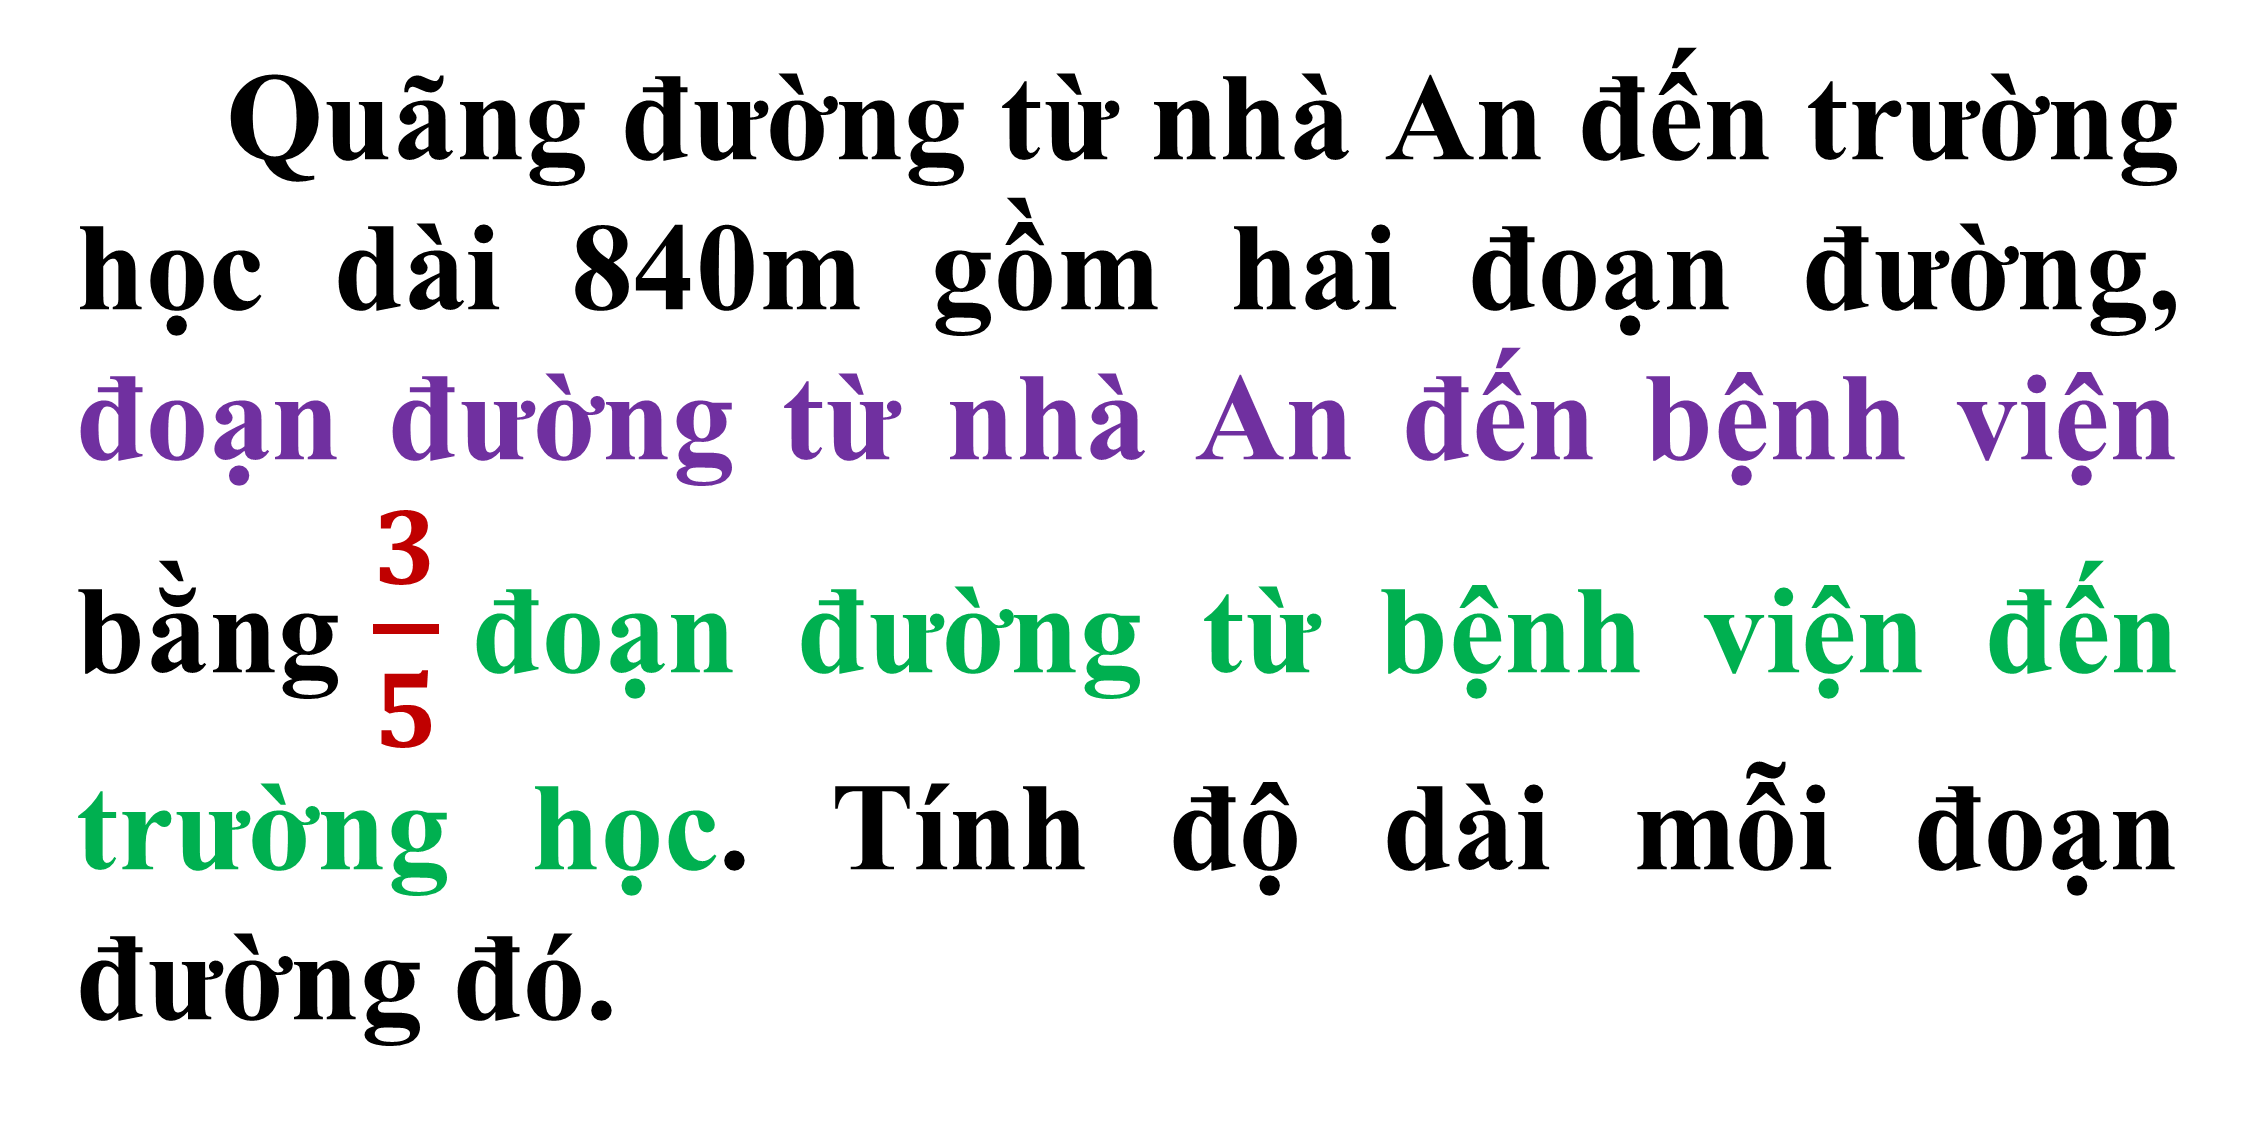 Quãng đường từ nhà An đến trường
học dài 840m gồm hai đoạn đường,
đoạn đường từ nhà An đến bệnh viện
bằng 3/5 đoạn đường từ bệnh viện đến
trường học. Tính độ dài mỗi đoạn
đường đó.